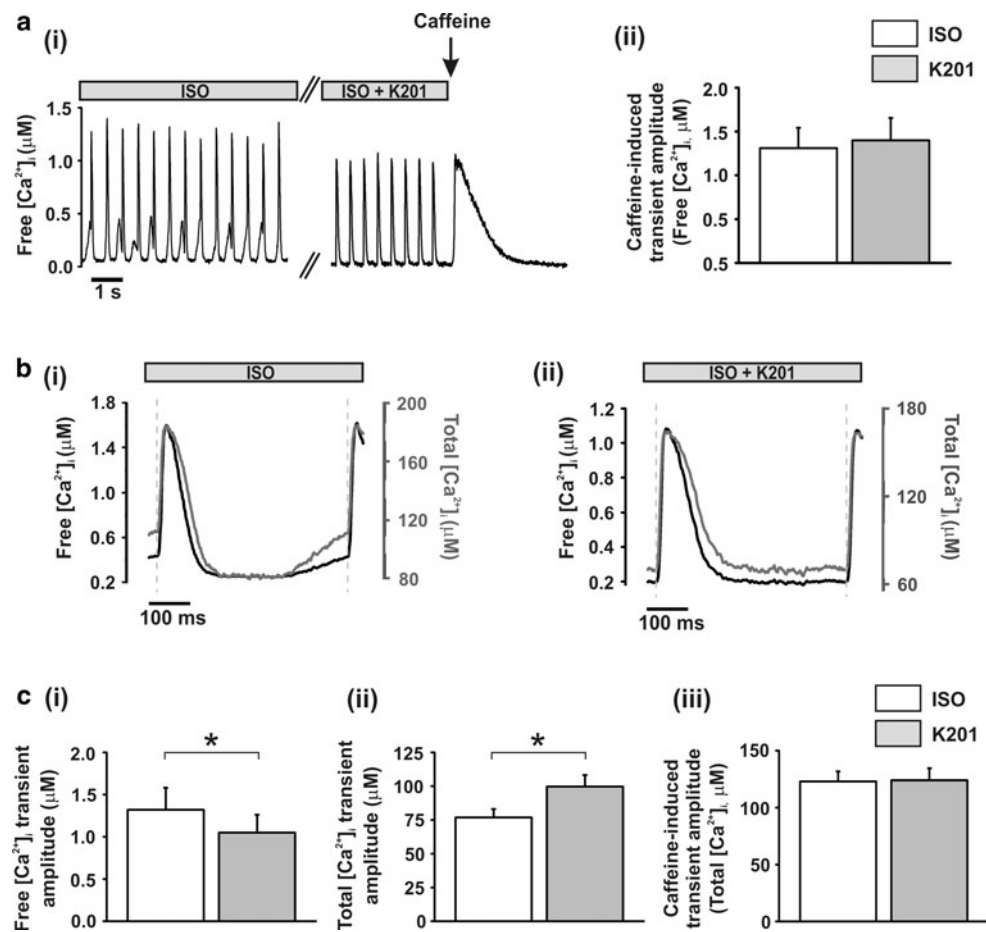 a
(i)
Caffeine
ISO
ISO + K201
Free [Ca²⁺]ᵢ (μM)
1.5
1.0
0.5
0.0
1 s
(ii)
ISO
K201
Caffeine-induced
transient amplitude
(Free [Ca²⁺]ᵢ, μM)
2.0
1.5
1.0
1.5
0.5
b
(i)
ISO
Free [Ca²⁺]ᵢ (μM)
1.8
1.4
1.0
0.6
0.2
200
160
110
80
Total [Ca²⁺]ᵢ (μM)
100 ms
(ii)
ISO + K201
Free [Ca²⁺]ᵢ (μM)
1.2
1.0
0.8
0.6
0.4
0.2
180
120
60
Total [Ca²⁺]ᵢ (μM)
100 ms
c
(i)
Free [Ca²⁺]ᵢ transient
amplitude (μM)
2.0
1.5
1.0
0.5
0.0
*
(ii)
Total [Ca²⁺]ᵢ transient
amplitude (μM)
125
100
75
50
25
0
*
(iii)
ISO
K201
Caffeine-induced
transient amplitude
(Total [Ca²⁺]ᵢ, μM)
150
100
50
0